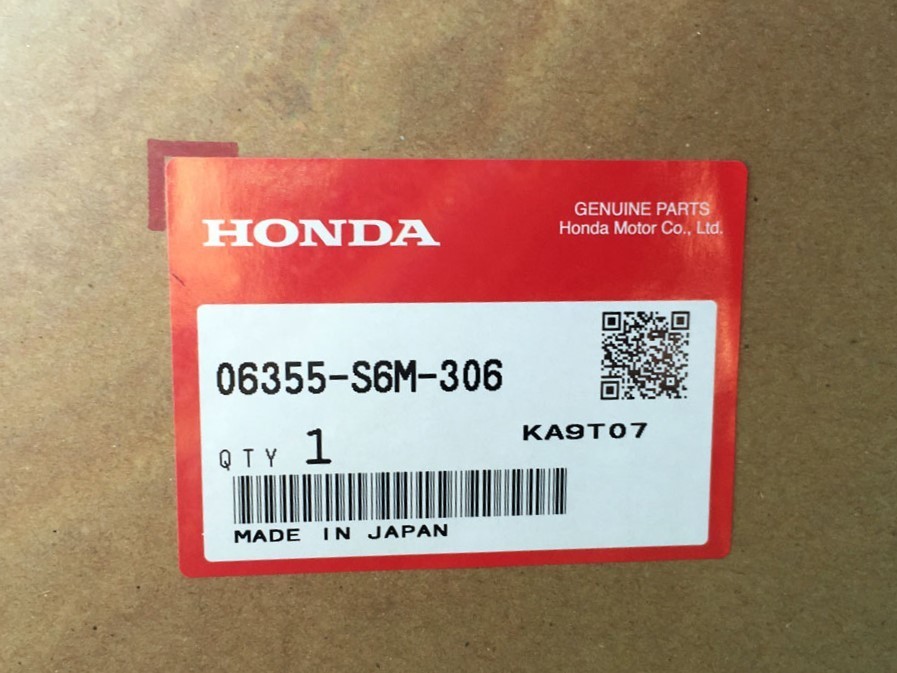 HONDA
GENUINE PARTS
Honda Motor Co., Ltd.
06355-S6M-306
KA9T07
QTY 1
MADE IN JAPAN